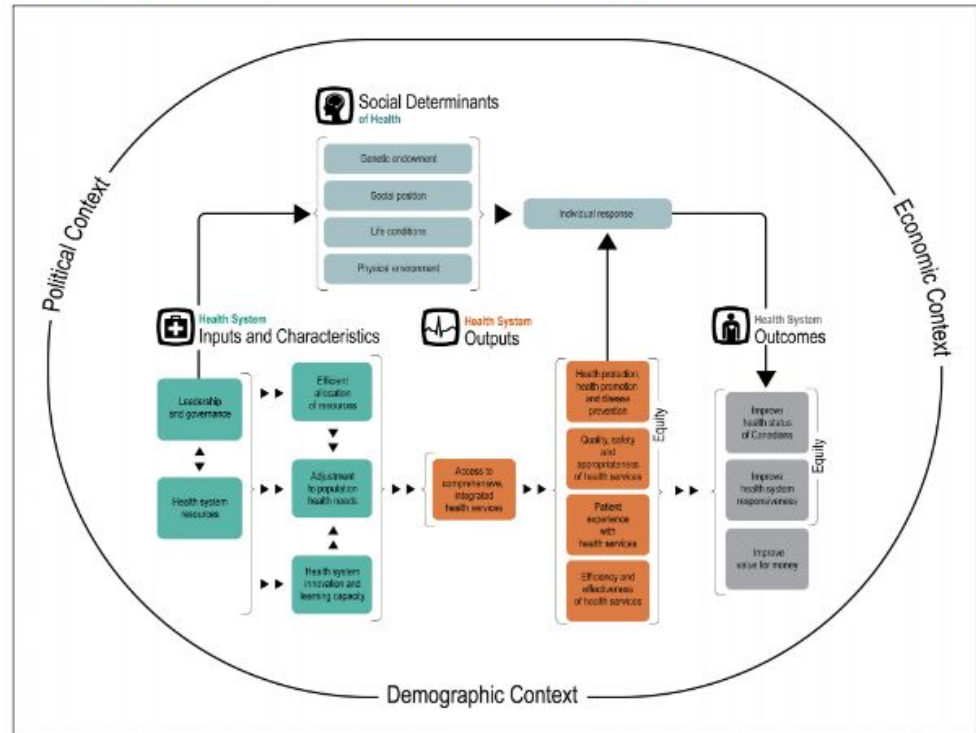 Social Determinants
of Health
Genetic endowment
Social position
Life conditions
Physical environment
Individual response
Political Context
Economic Context
Health System
Inputs and Characteristics
Leadership
and governance
Health system
resources
Efficient
allocation
of resources
Adjustment
to population
health needs
Health system
innovation and
learning capacity
Health System
Outputs
Access to
comprehensive,
integrated
health services
Health protection,
health promotion
and disease
prevention
Quality, safety
and
appropriateness
of health services
Patient
experience
with
health services
Efficiency and
effectiveness
of health services
Equity
Health System
Outcomes
Improve
health status
of Canadians
Improve
health system
responsiveness
Improve
value for money
Equity
Demographic Context